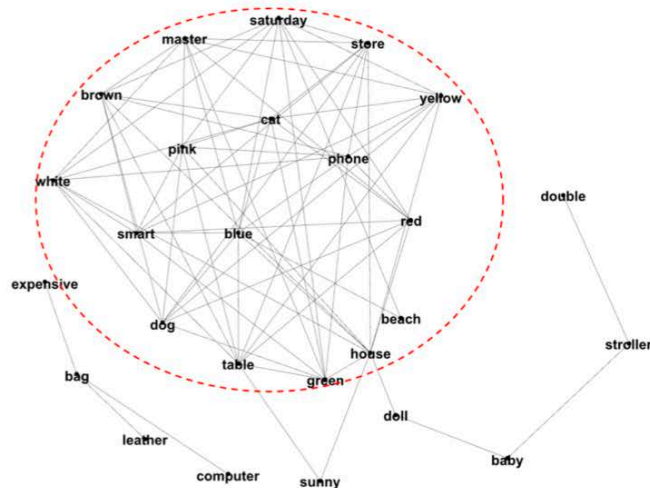 saturday
master
store
brown
yellow
cat
pink
phone
white
double
red
smart
blue
expensive
beach
dog
stroller
house
table
green
bag
doll
leather
baby
computer
sunny